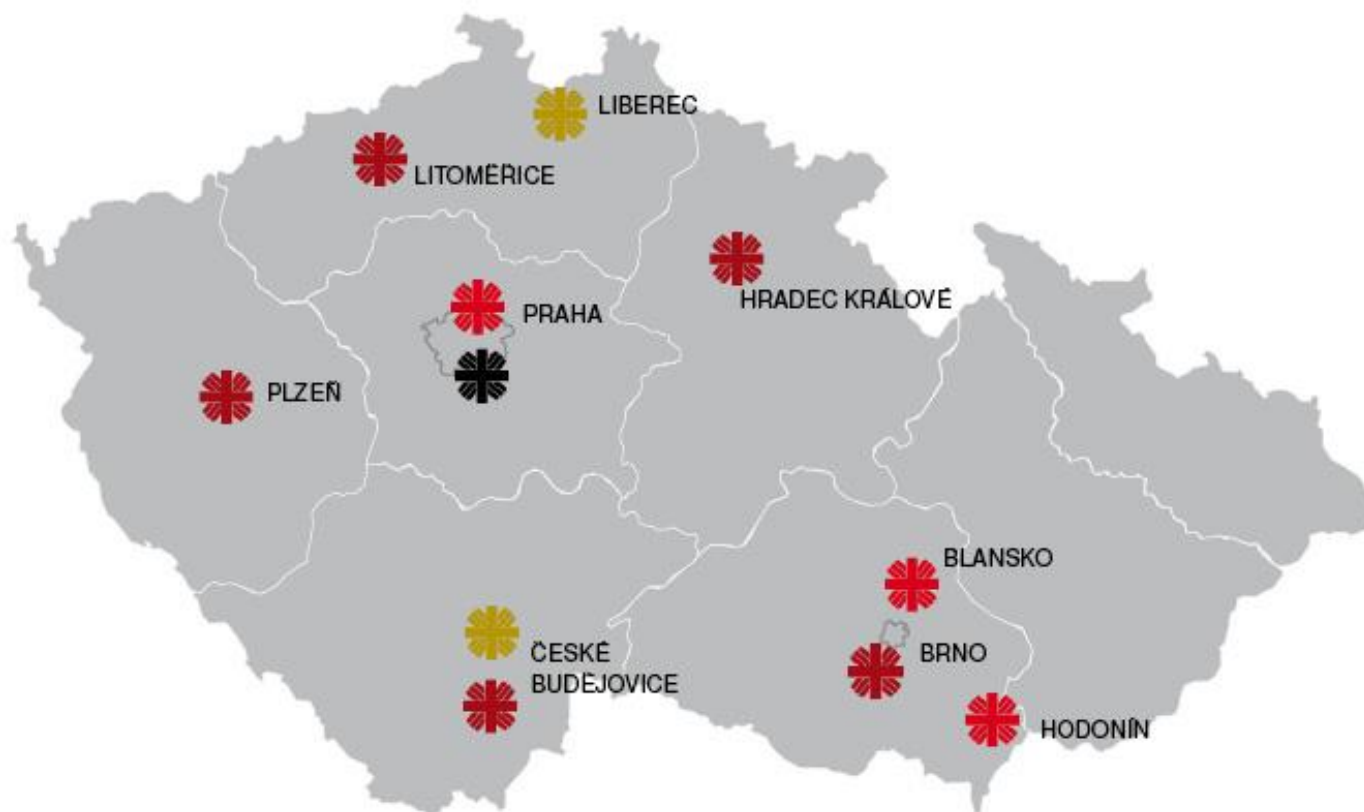 LIBEREC
LITOMĚŘICE
HRADEC KRÁLOVÉ
PRAHA
PLZEŇ
BLANSKO
ČESKÉ
BUDĚJOVICE
BRNO
HODONÍN